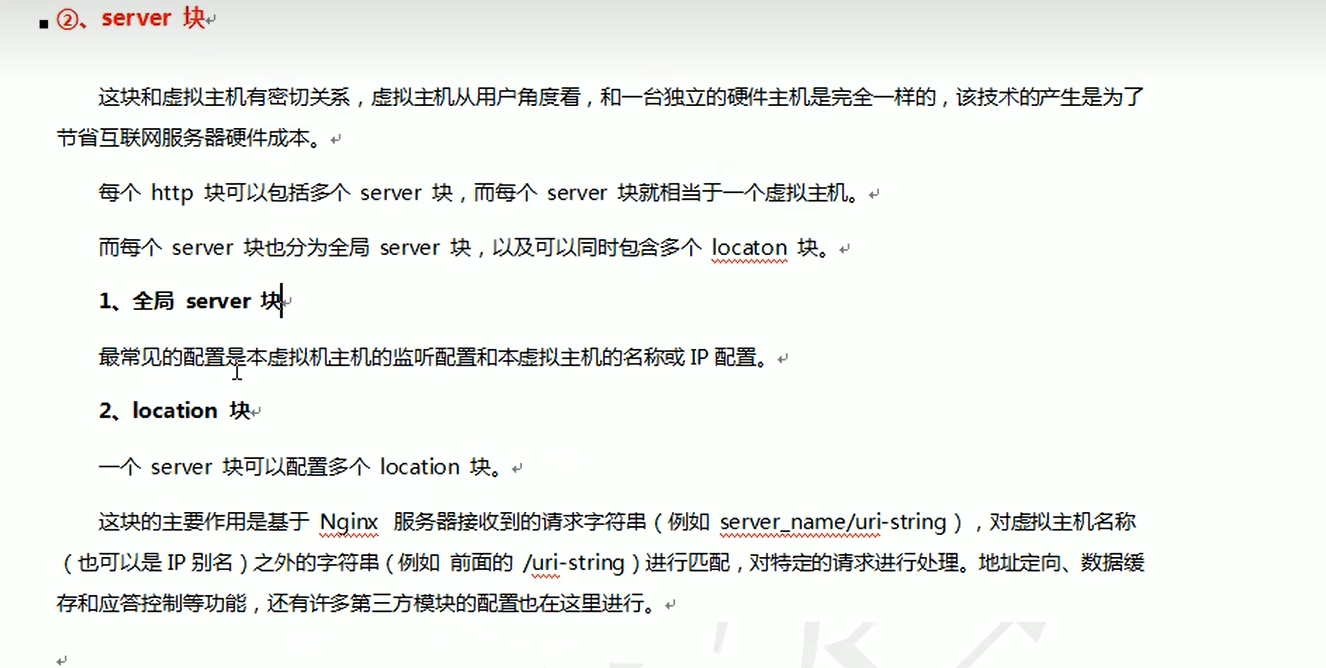 ②、server 块
这块和虚拟主机有密切关系，虚拟主机从用户角度看，和一台独立的硬件主机是完全一样的，该技术的产生是为了
节省互联网服务器硬件成本。
每个 http 块可以包括多个 server 块，而每个 server 块就相当于一个虚拟主机。
而每个 server 块也分为全局 server 块，以及可以同时包含多个 locaton 块。
1、全局 server 块
最常见的配置是本虚拟机主机的监听配置和本虚拟主机的名称或 IP 配置。
2、location 块
一个 server 块可以配置多个 location 块。
这块的主要作用是基于 Nginx 服务器接收到的请求字符串（例如 server_name/uri-string），对虚拟主机名称
（也可以是 IP 别名）之外的字符串（例如 前面的 /uri-string）进行匹配，对特定的请求进行处理。地址定向、数据缓
存和应答控制等功能，还有许多第三方模块的配置也在这里进行。